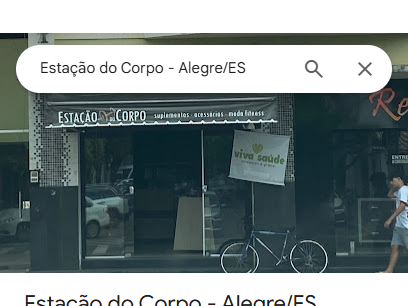 Estação do Corpo - Alegre/ES
Estação do Corpo suplementos · acessórios · moda fitness
viva saúde
Re
ENTRE
Estação do Corpo - Alegre/ES